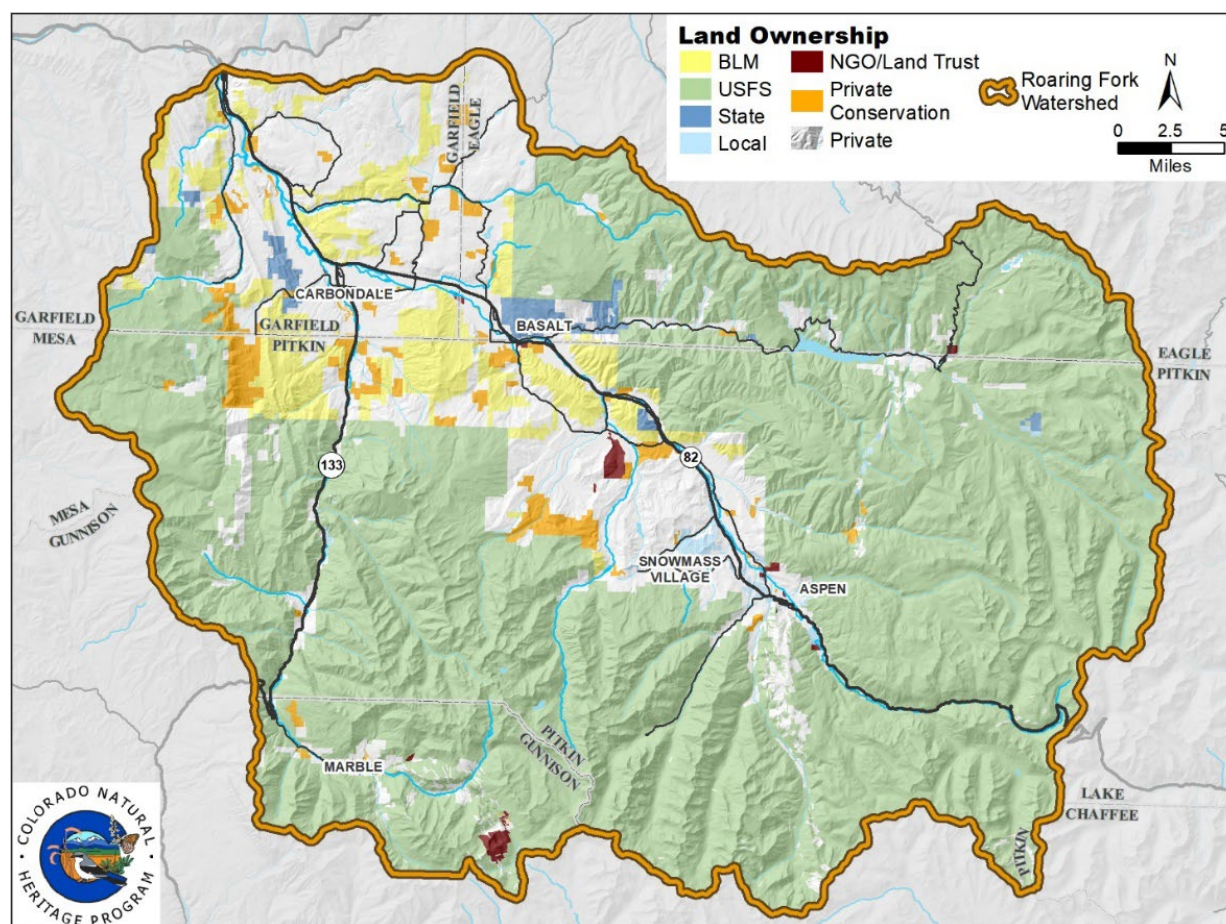 Land Ownership
BLM
USFS
State
Local
NGO/Land Trust
Private
Conservation
Private
Roaring Fork
Watershed
N
0 2.5 5
Miles
GARFIELD
EAGLE
CARBONDALE
GARFIELD
MESA
GARFIELD
PITKIN
BASALT
EAGLE
PITKIN
133
82
MESA
GUNNISON
SNOWMASS
VILLAGE
ASPEN
PITKIN
GUNNISON
MARBLE
LAKE
CHAFFEE
PITKIN
COLORADO NATURAL
HERITAGE PROGRAM